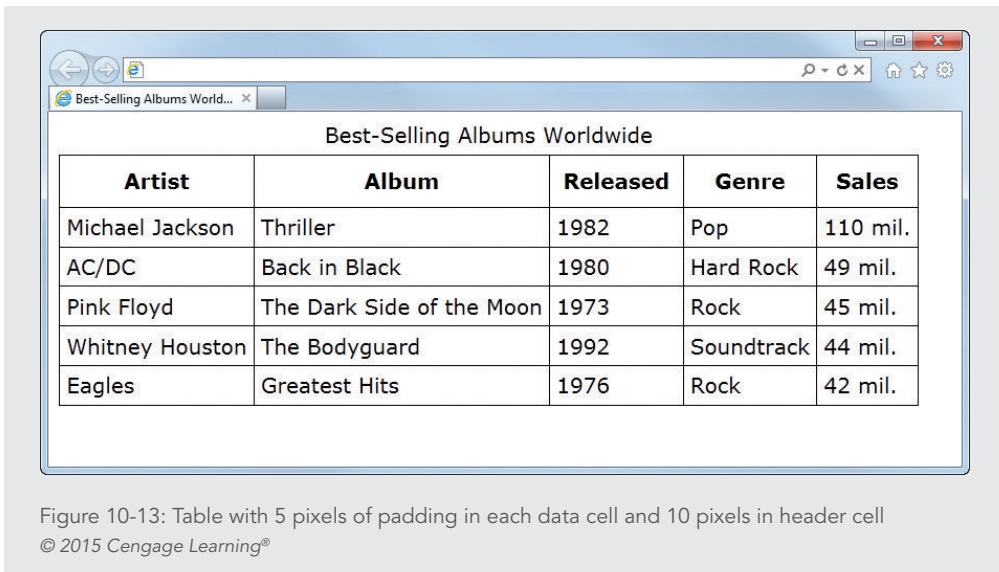 Best-Selling Albums World...
Best-Selling Albums Worldwide
Artist Album Released Genre Sales
Michael Jackson Thriller 1982 Pop 110 mil.
AC/DC Back in Black 1980 Hard Rock 49 mil.
Pink Floyd The Dark Side of the Moon 1973 Rock 45 mil.
Whitney Houston The Bodyguard 1992 Soundtrack 44 mil.
Eagles Greatest Hits 1976 Rock 42 mil.
Figure 10-13: Table with 5 pixels of padding in each data cell and 10 pixels in header cell
© 2015 Cengage Learning®